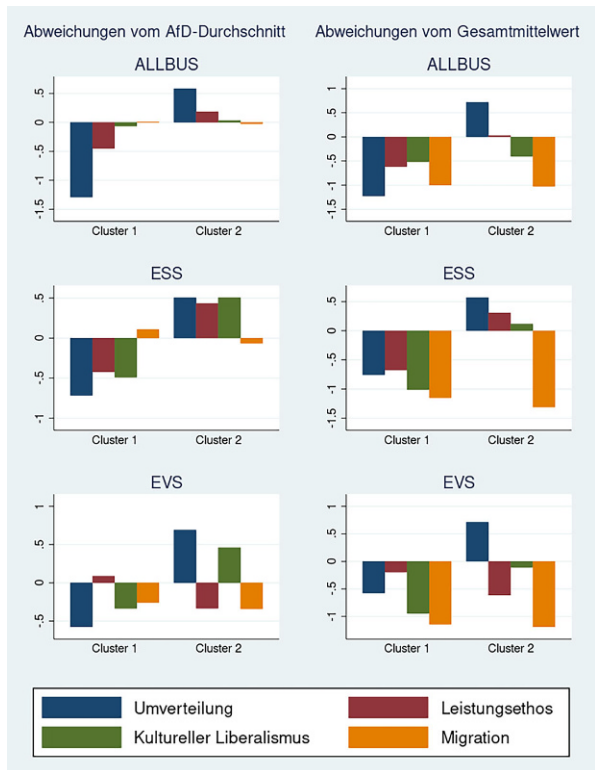 Abweichungen vom AfD-Durchschnitt
Abweichungen vom Gesamtmittelwert
ALLBUS
.5
0
-.5
-1
-1.5
Cluster 1
Cluster 2
ALLBUS
1
.5
0
-.5
-1
-1.5
Cluster 1
Cluster 2
ESS
.5
0
-.5
-1
Cluster 1
Cluster 2
ESS
.5
0
-.5
-1
-1.5
Cluster 1
Cluster 2
EVS
1
.5
0
-.5
Cluster 1
Cluster 2
EVS
1
.5
0
-.5
-1
Cluster 1
Cluster 2
Umverteilung
Leistungsethos
Kultureller Liberalismus
Migration